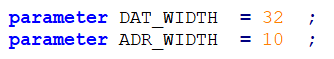 parameter DAT_WIDTH  = 32  ;
parameter ADR_WIDTH  = 10  ;